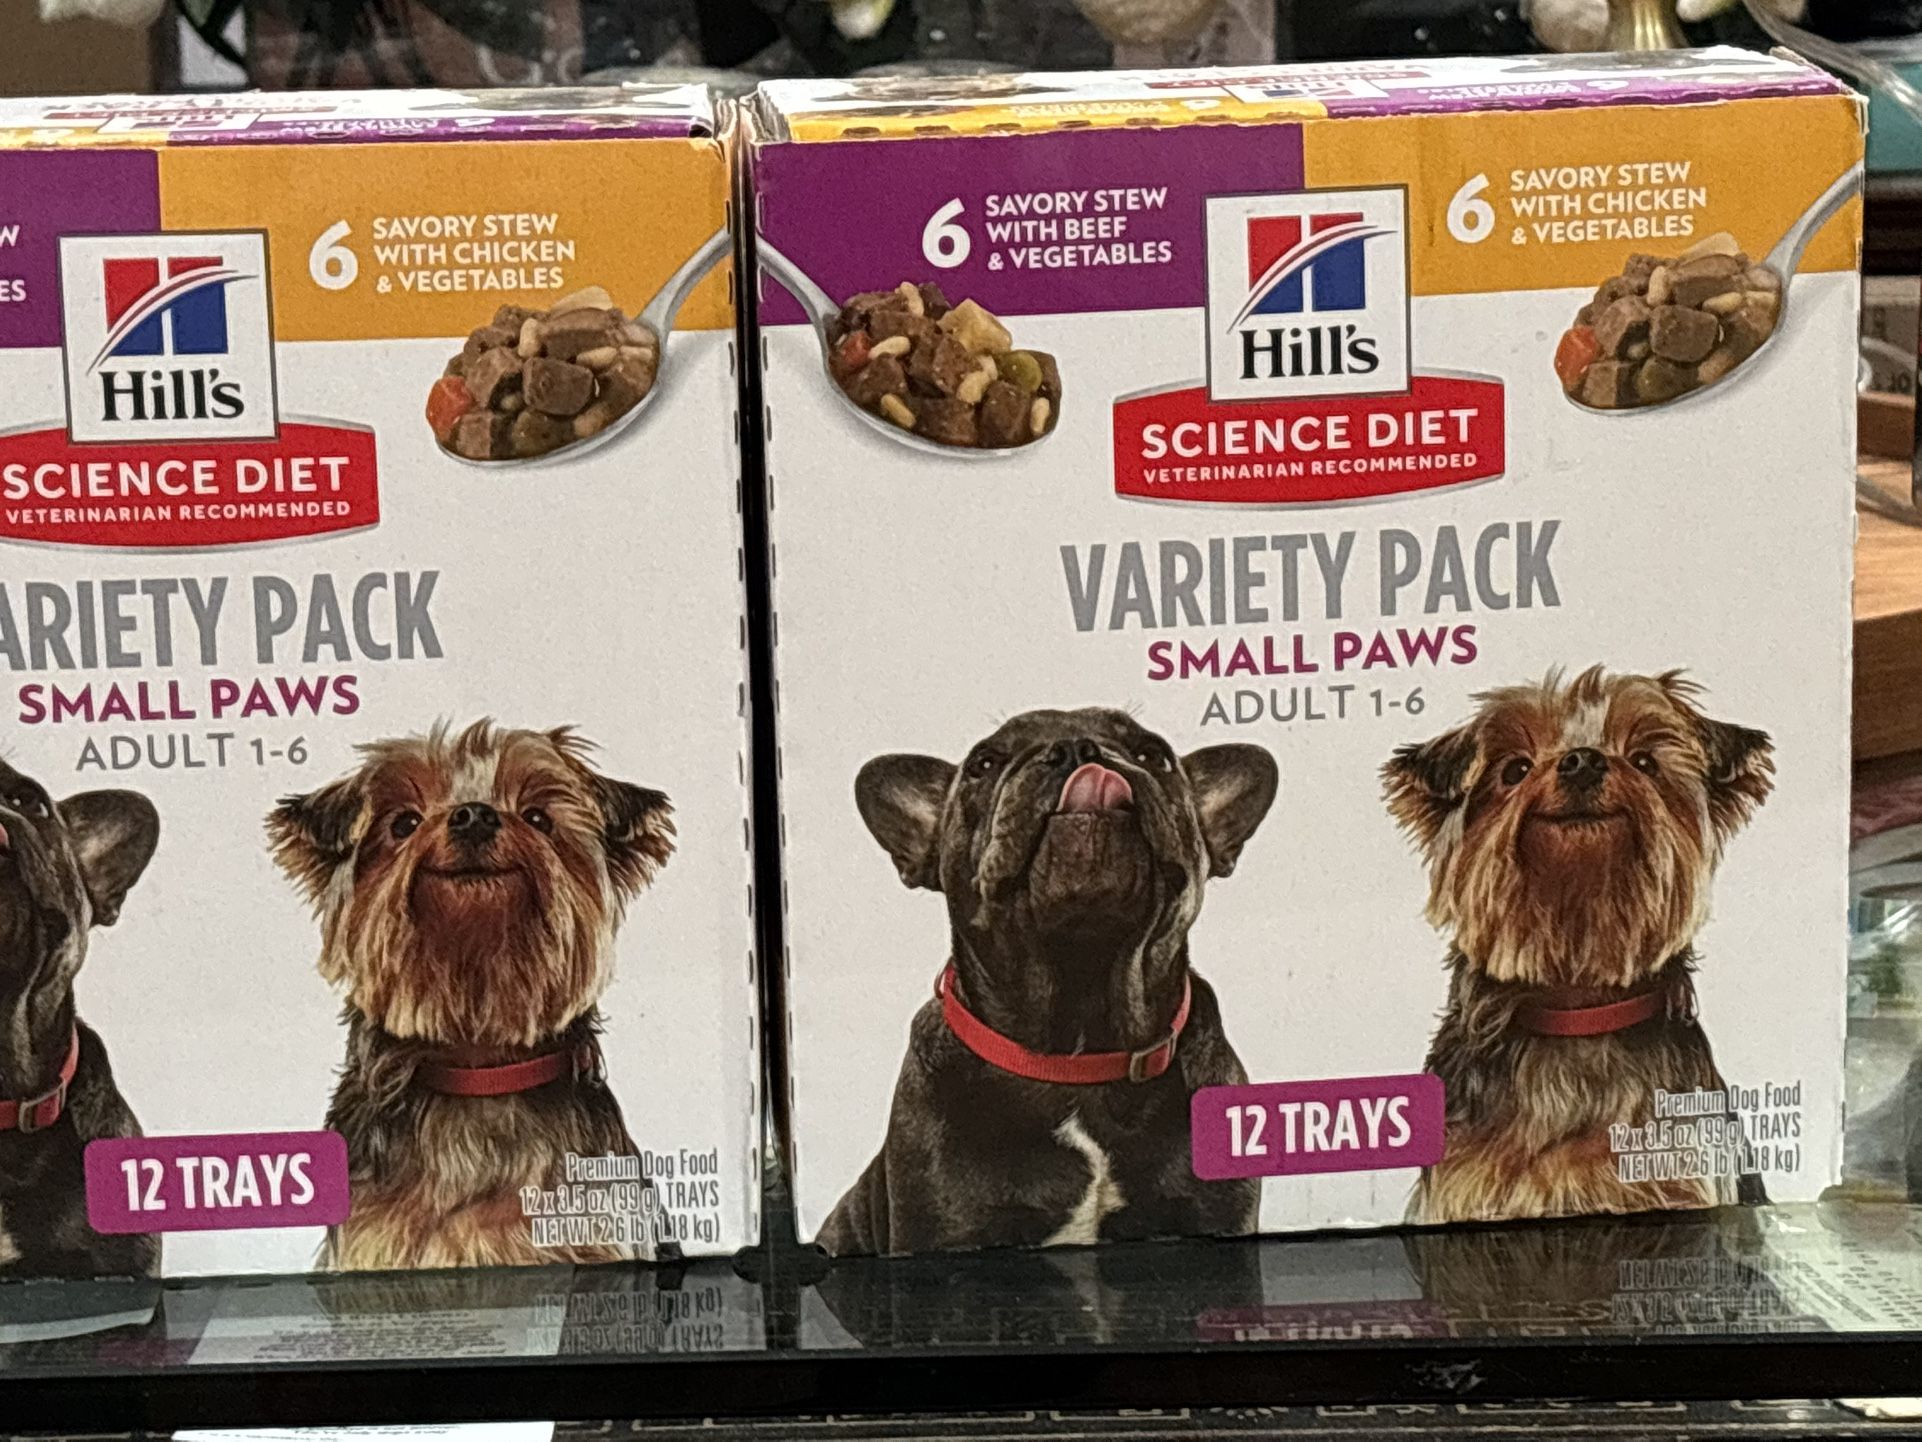 W
ES
6
SAVORY STEW
WITH CHICKEN
& VEGETABLES
Hill's
SCIENCE DIET
VETERINARIAN RECOMMENDED
ARIETY PACK
SMALL PAWS
ADULT 1-6
12 TRAYS
Premium Dog Food
12 x 3.5 oz (99 g) TRAYS
NET WT 2.6 lb (1.18 kg)
6
SAVORY STEW
WITH BEEF
& VEGETABLES
6
SAVORY STEW
WITH CHICKEN
& VEGETABLES
Hill's
SCIENCE DIET
VETERINARIAN RECOMMENDED
VARIETY PACK
SMALL PAWS
ADULT 1-6
12 TRAYS
Premium Dog Food
12 x 3.5 oz (99 g) TRAYS
NET WT 2.6 lb (1.18 kg)